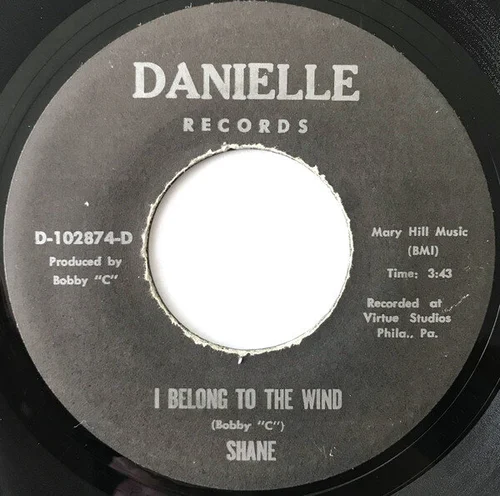 DANIELLE
RECORDS
D-102874-D
Produced by
Bobby "C"
Mary Hill Music
(BMI)
Time: 3:43
Recorded at
Virtue Studios
Phila., Pa.
I BELONG TO THE WIND
(Bobby "C")
SHANE